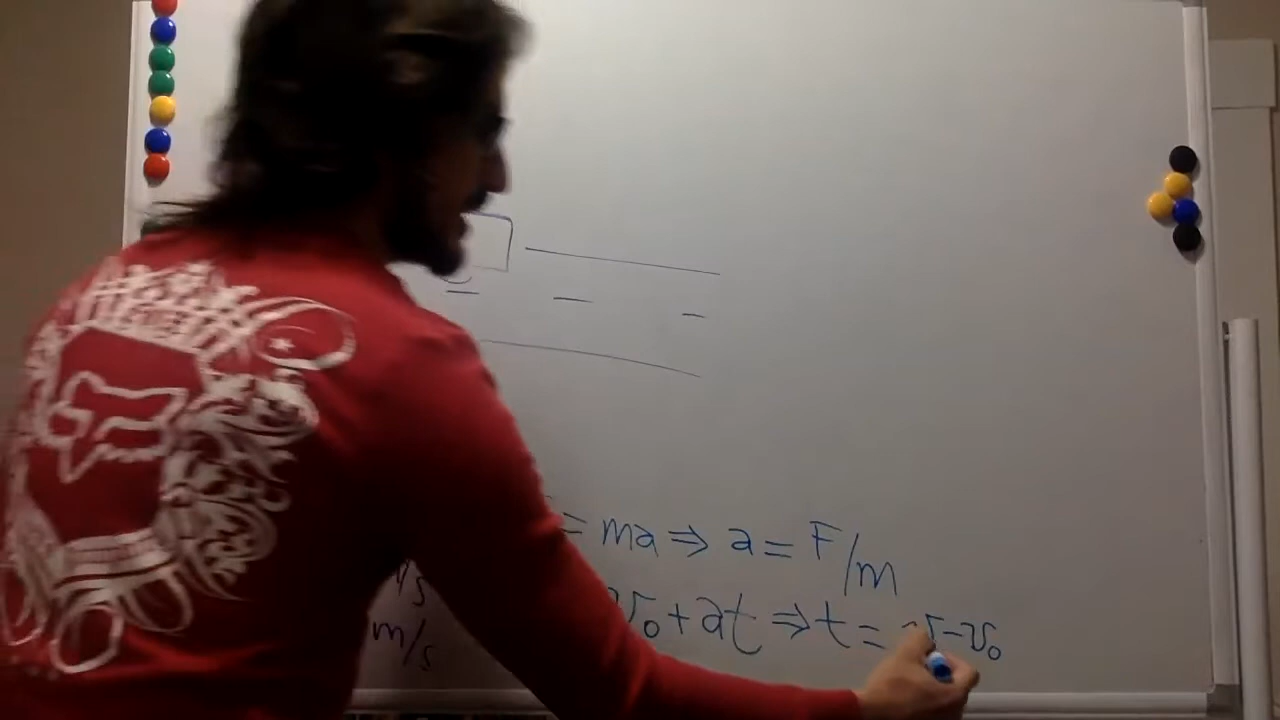 = ma ⇒ a = F/m
v₀ + at ⇒ t = v - v₀
m/s